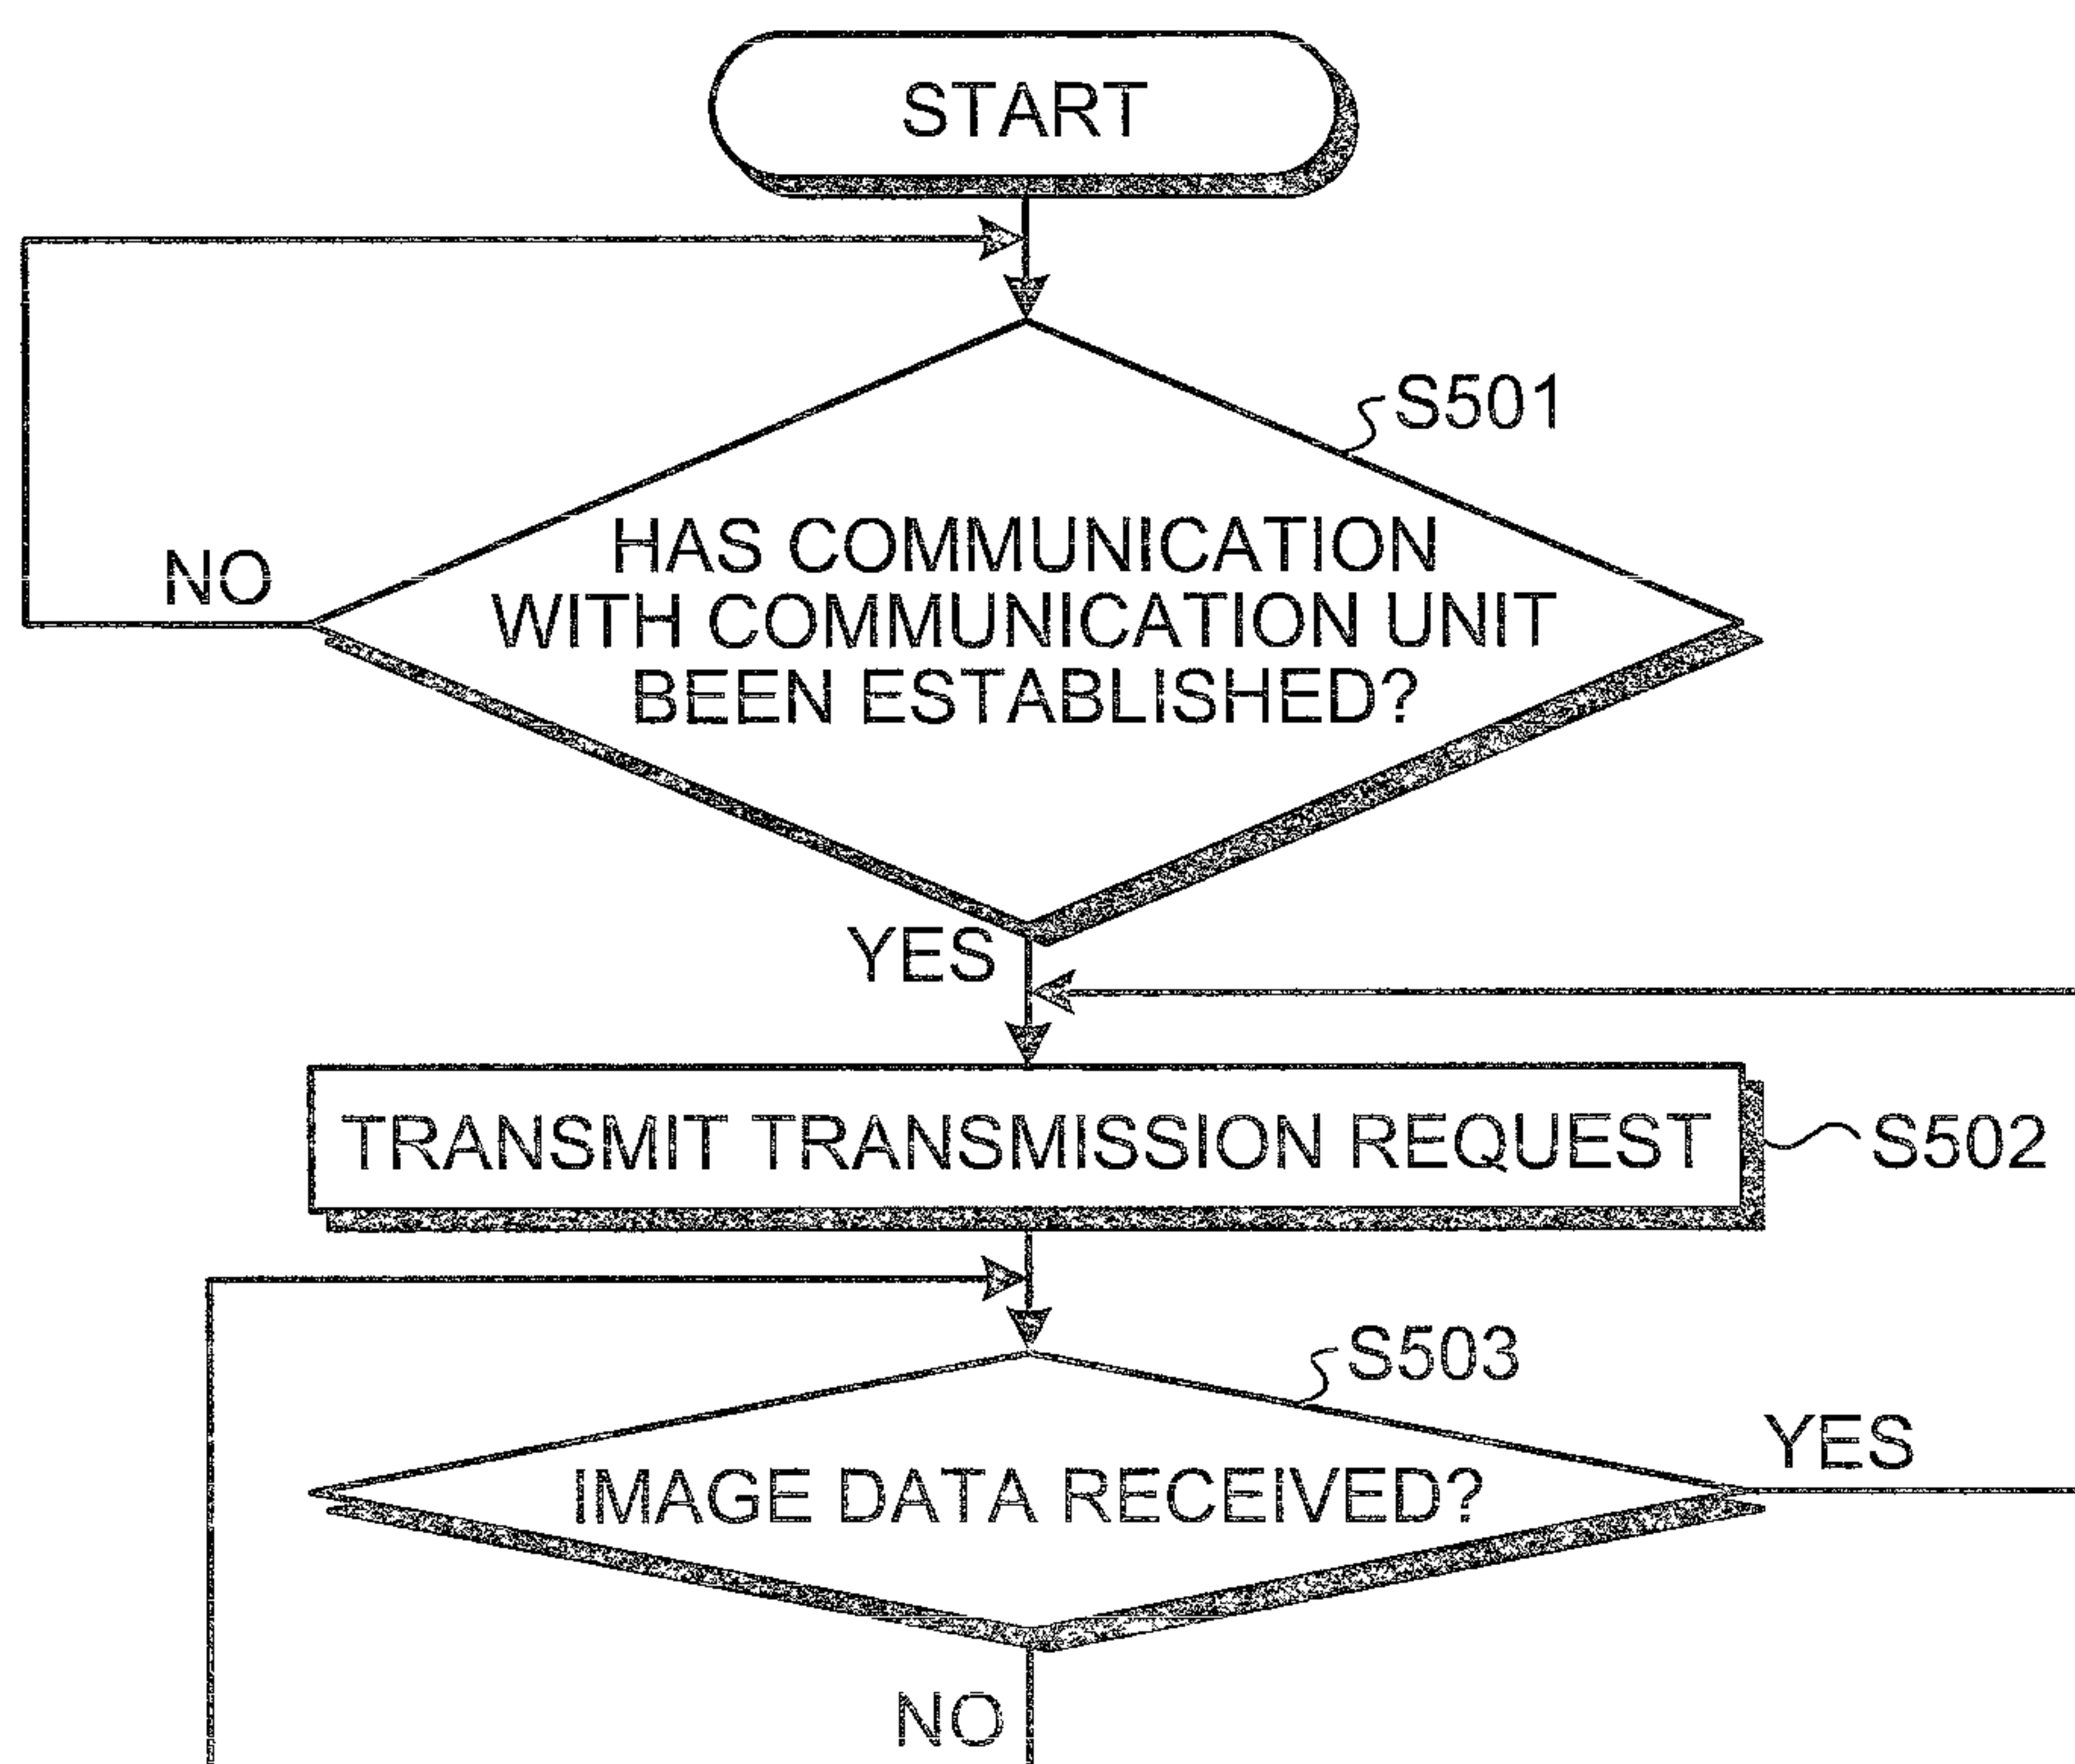 START
S501
HAS COMMUNICATION
WITH COMMUNICATION UNIT
BEEN ESTABLISHED?
NO
YES
TRANSMIT TRANSMISSION REQUEST
S502
S503
IMAGE DATA RECEIVED?
YES
NO